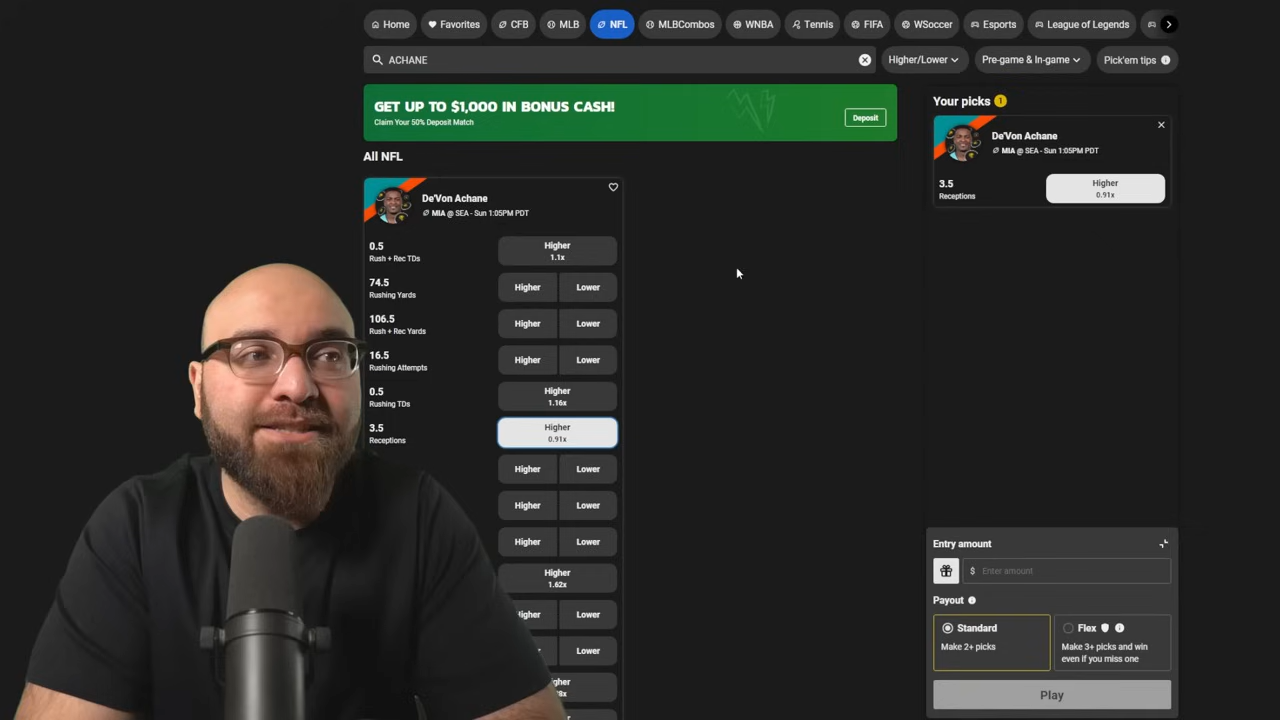 Home
Favorites
CFB
MLB
NFL
MLBCombos
WNBA
Tennis
FIFA
WSoccer
Esports
League of Legends
ACHANE
Higher/Lower
Pre-game & In-game
Pick'em tips
GET UP TO $1,000 IN BONUS CASH!
Claim Your 50% Deposit Match
Deposit
All NFL
De'Von Achane
MIA @ SEA - Sun 1:05PM PDT
0.5
Rush + Rec TDs
Higher
1.1x
74.5
Rushing Yards
Higher
Lower
106.5
Rush + Rec Yards
Higher
Lower
16.5
Rushing Attempts
Higher
Lower
0.5
Rushing TDs
Higher
1.16x
3.5
Receptions
Higher
0.91x
Higher
Lower
Higher
Lower
Higher
Lower
Higher
1.62x
Lower
Lower
Your picks 1
De'Von Achane
MIA @ SEA - Sun 1:05PM PDT
3.5
Receptions
Higher
0.91x
Entry amount
$ Enter amount
Payout
Standard
Make 2+ picks
Flex
Make 3+ picks and win
even if you miss one
Play